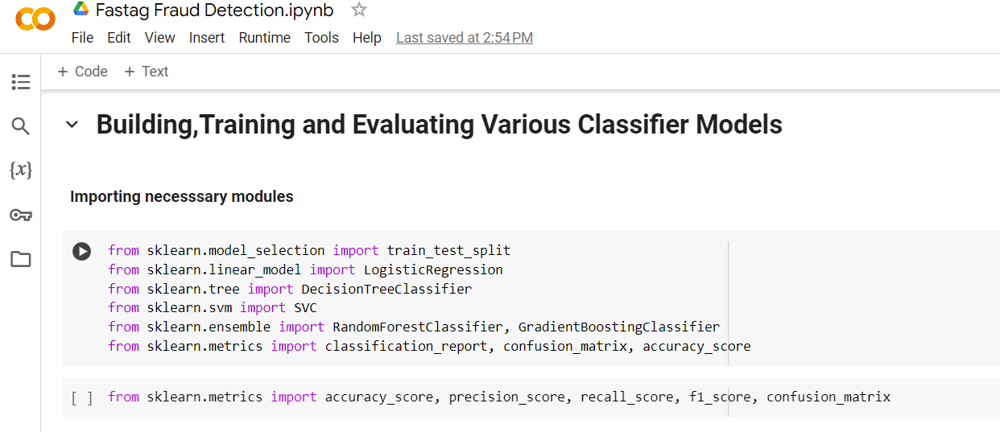 Fastag Fraud Detection.ipynb
File Edit View Insert Runtime Tools Help Last saved at 2:54 PM
+ Code + Text
Building,Training and Evaluating Various Classifier Models
{x}
Importing necesssary modules
from sklearn.model_selection import train_test_split
from sklearn.linear_model import LogisticRegression
from sklearn.tree import DecisionTreeClassifier
from sklearn.svm import SVC
from sklearn.ensemble import RandomForestClassifier, GradientBoostingClassifier
from sklearn.metrics import classification_report, confusion_matrix, accuracy_score
[ ] from sklearn.metrics import accuracy_score, precision_score, recall_score, f1_score, confusion_matrix